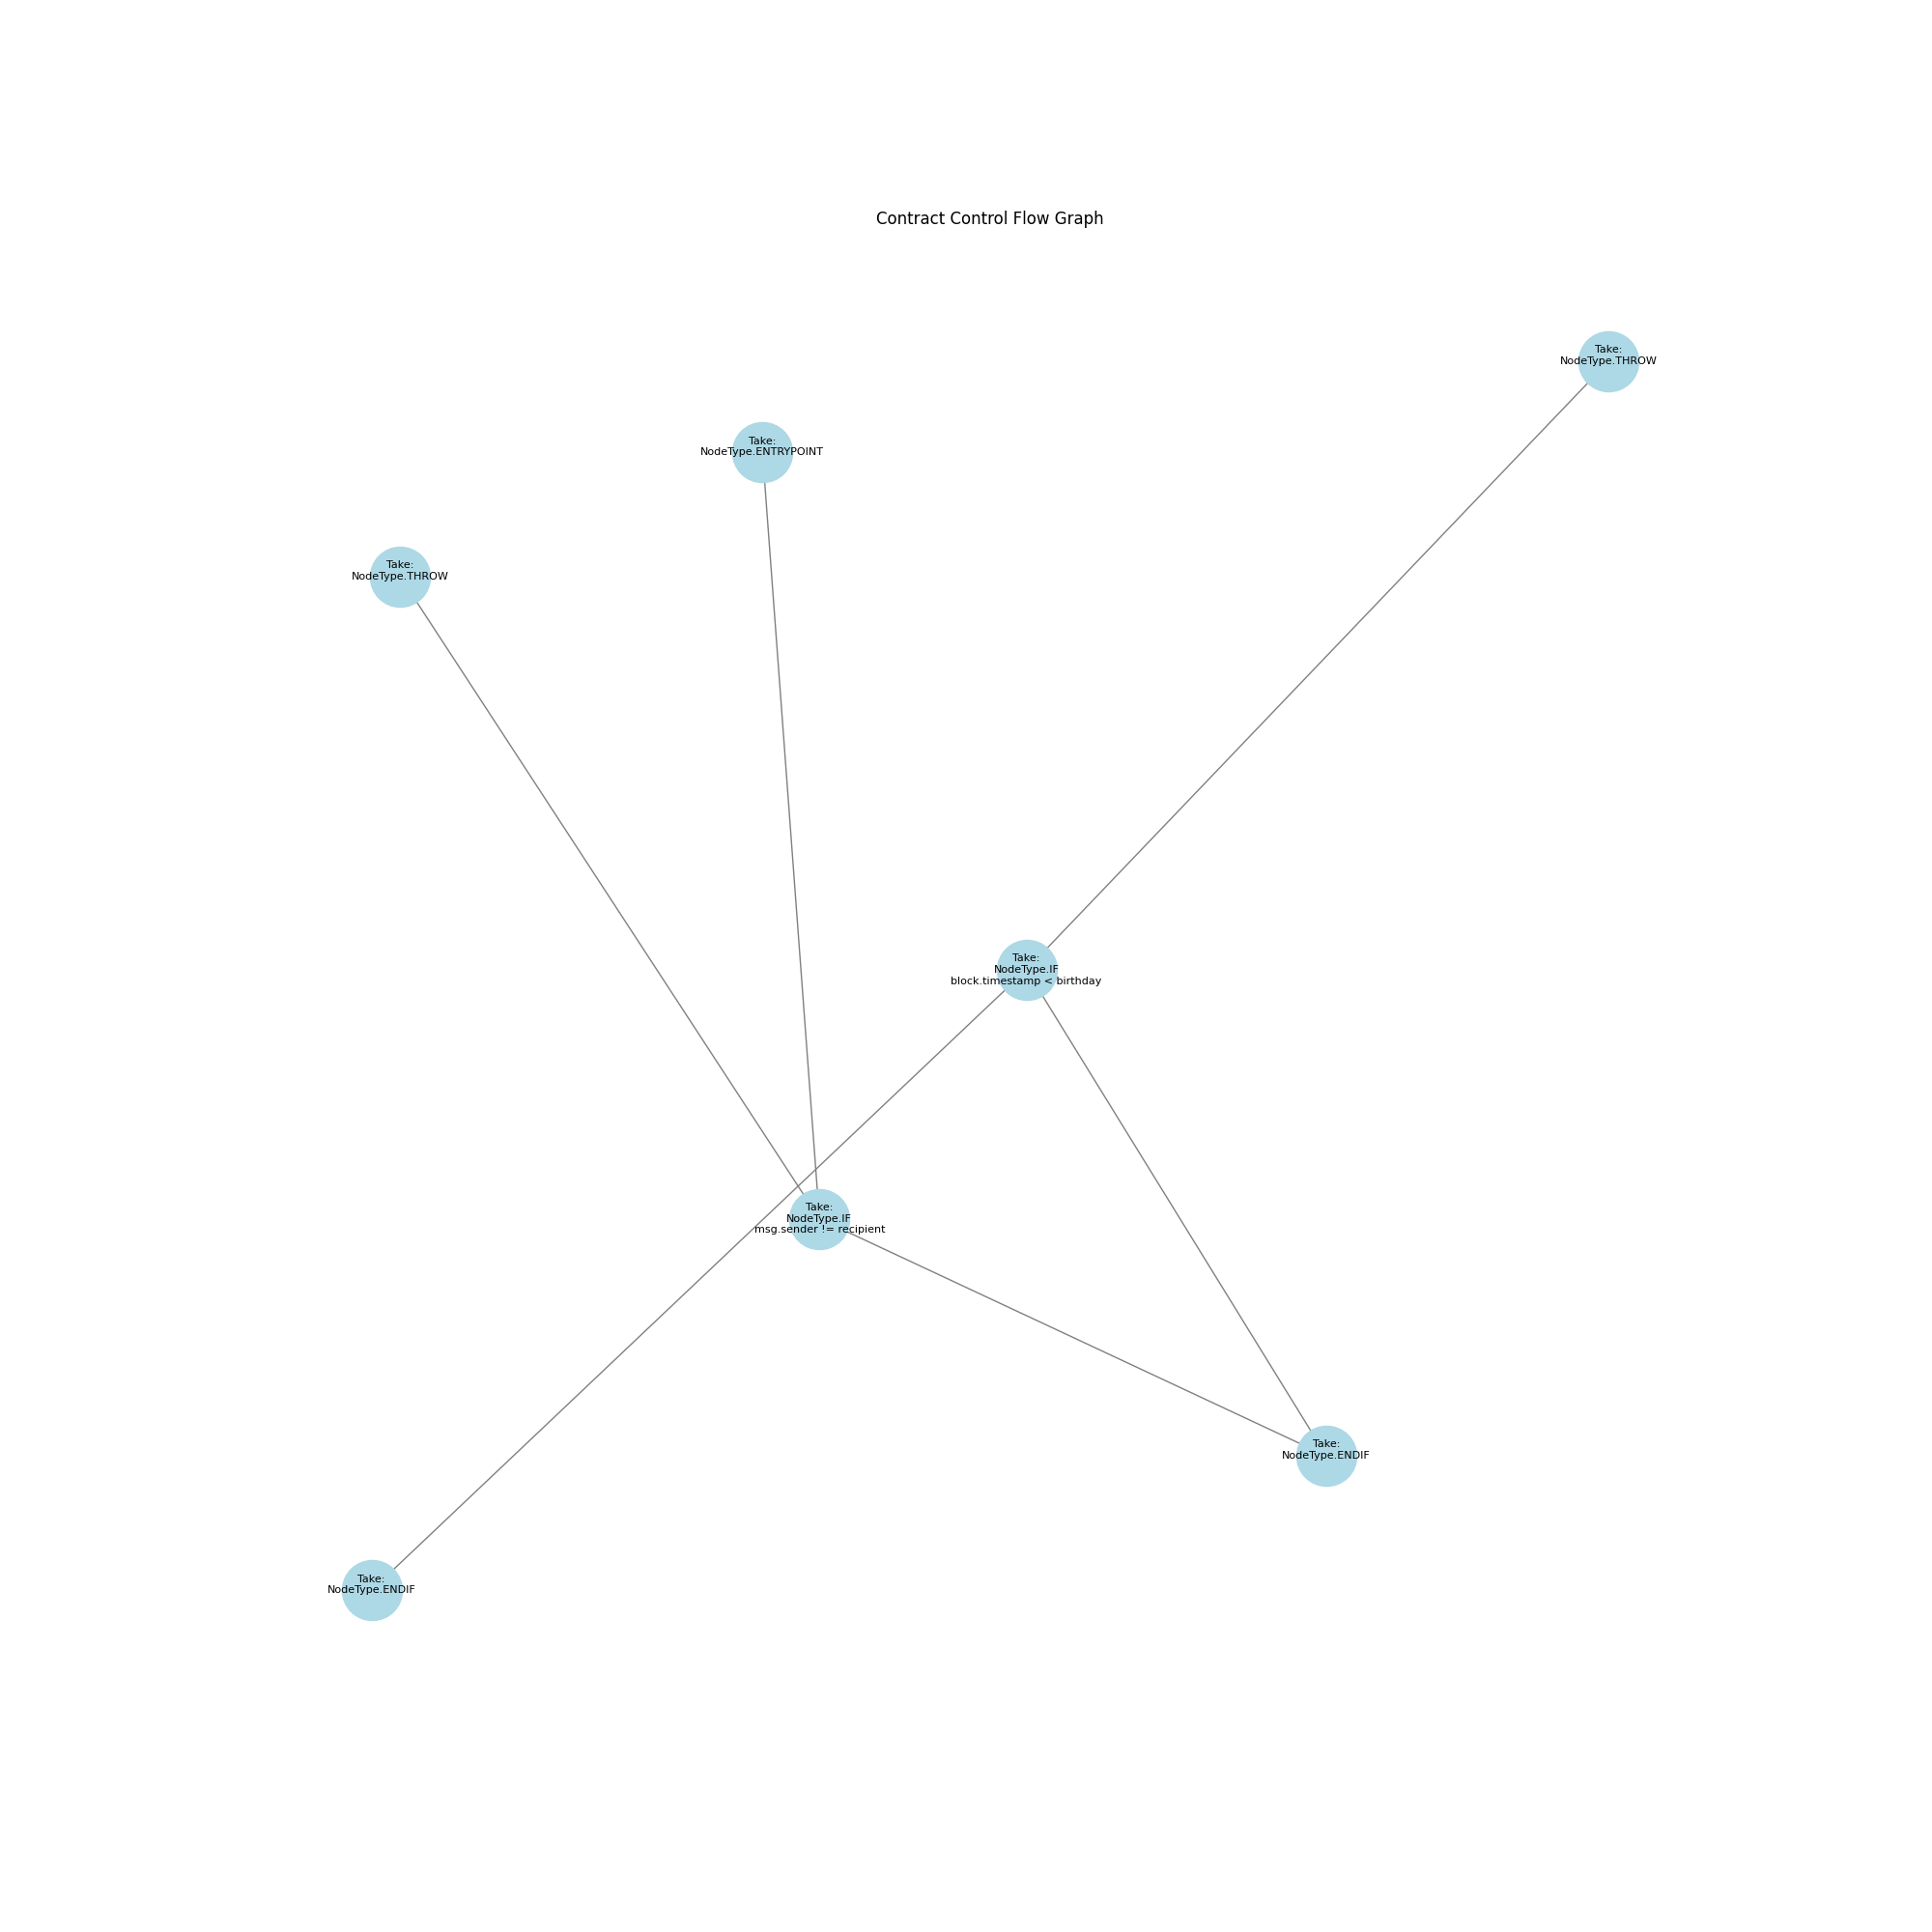 Contract Control Flow Graph
Take:
NodeType.THROW
Take:
NodeType.ENTRYPOINT
Take:
NodeType.THROW
Take:
NodeType.IF
block.timestamp < birthday
Take:
NodeType.IF
msg.sender != recipient
Take:
NodeType.ENDIF
Take:
NodeType.ENDIF